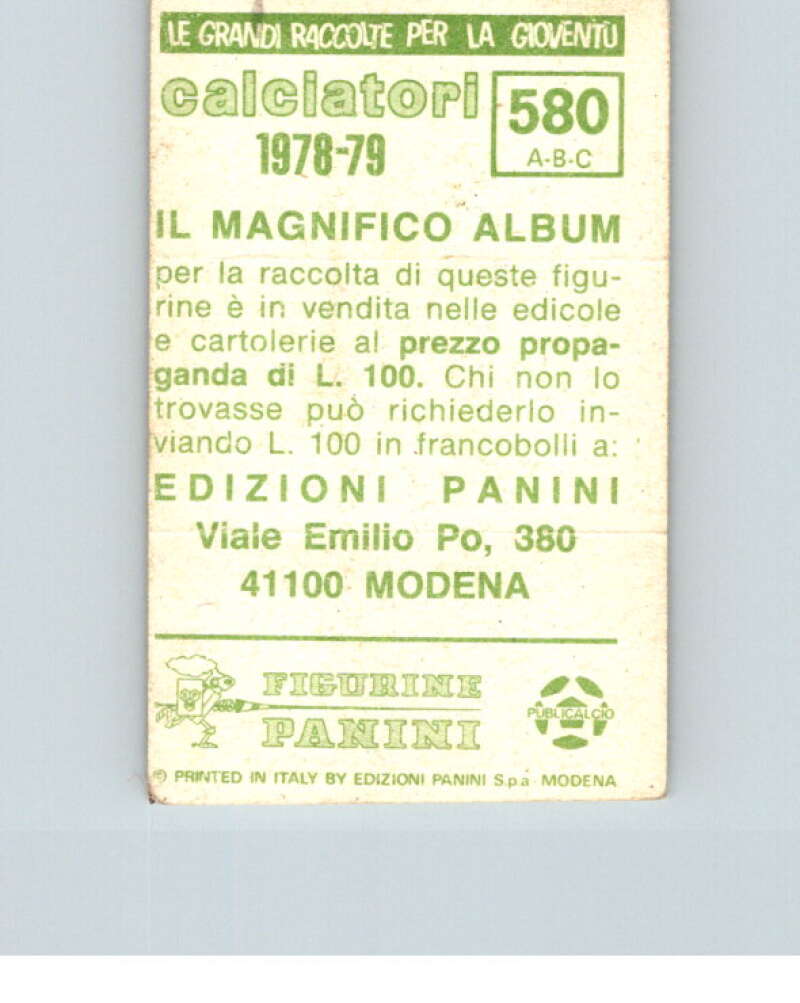 LE GRANDI RACCOLTE PER LA GIOVENTÙ
calciatori
1978-79
580
A-B-C
IL MAGNIFICO ALBUM
per la raccolta di queste figu-
rine è in vendita nelle edicole
e cartolerie al prezzo propa-
ganda di L. 100. Chi non lo
trovasse può richiederlo in-
viando L. 100 in francobolli a:
EDIZIONI PANINI
Viale Emilio Po, 380
41100 MODENA
FIGURINE
PANINI
PUBLICALCIO
© PRINTED IN ITALY BY EDIZIONI PANINI S.p.a - MODENA